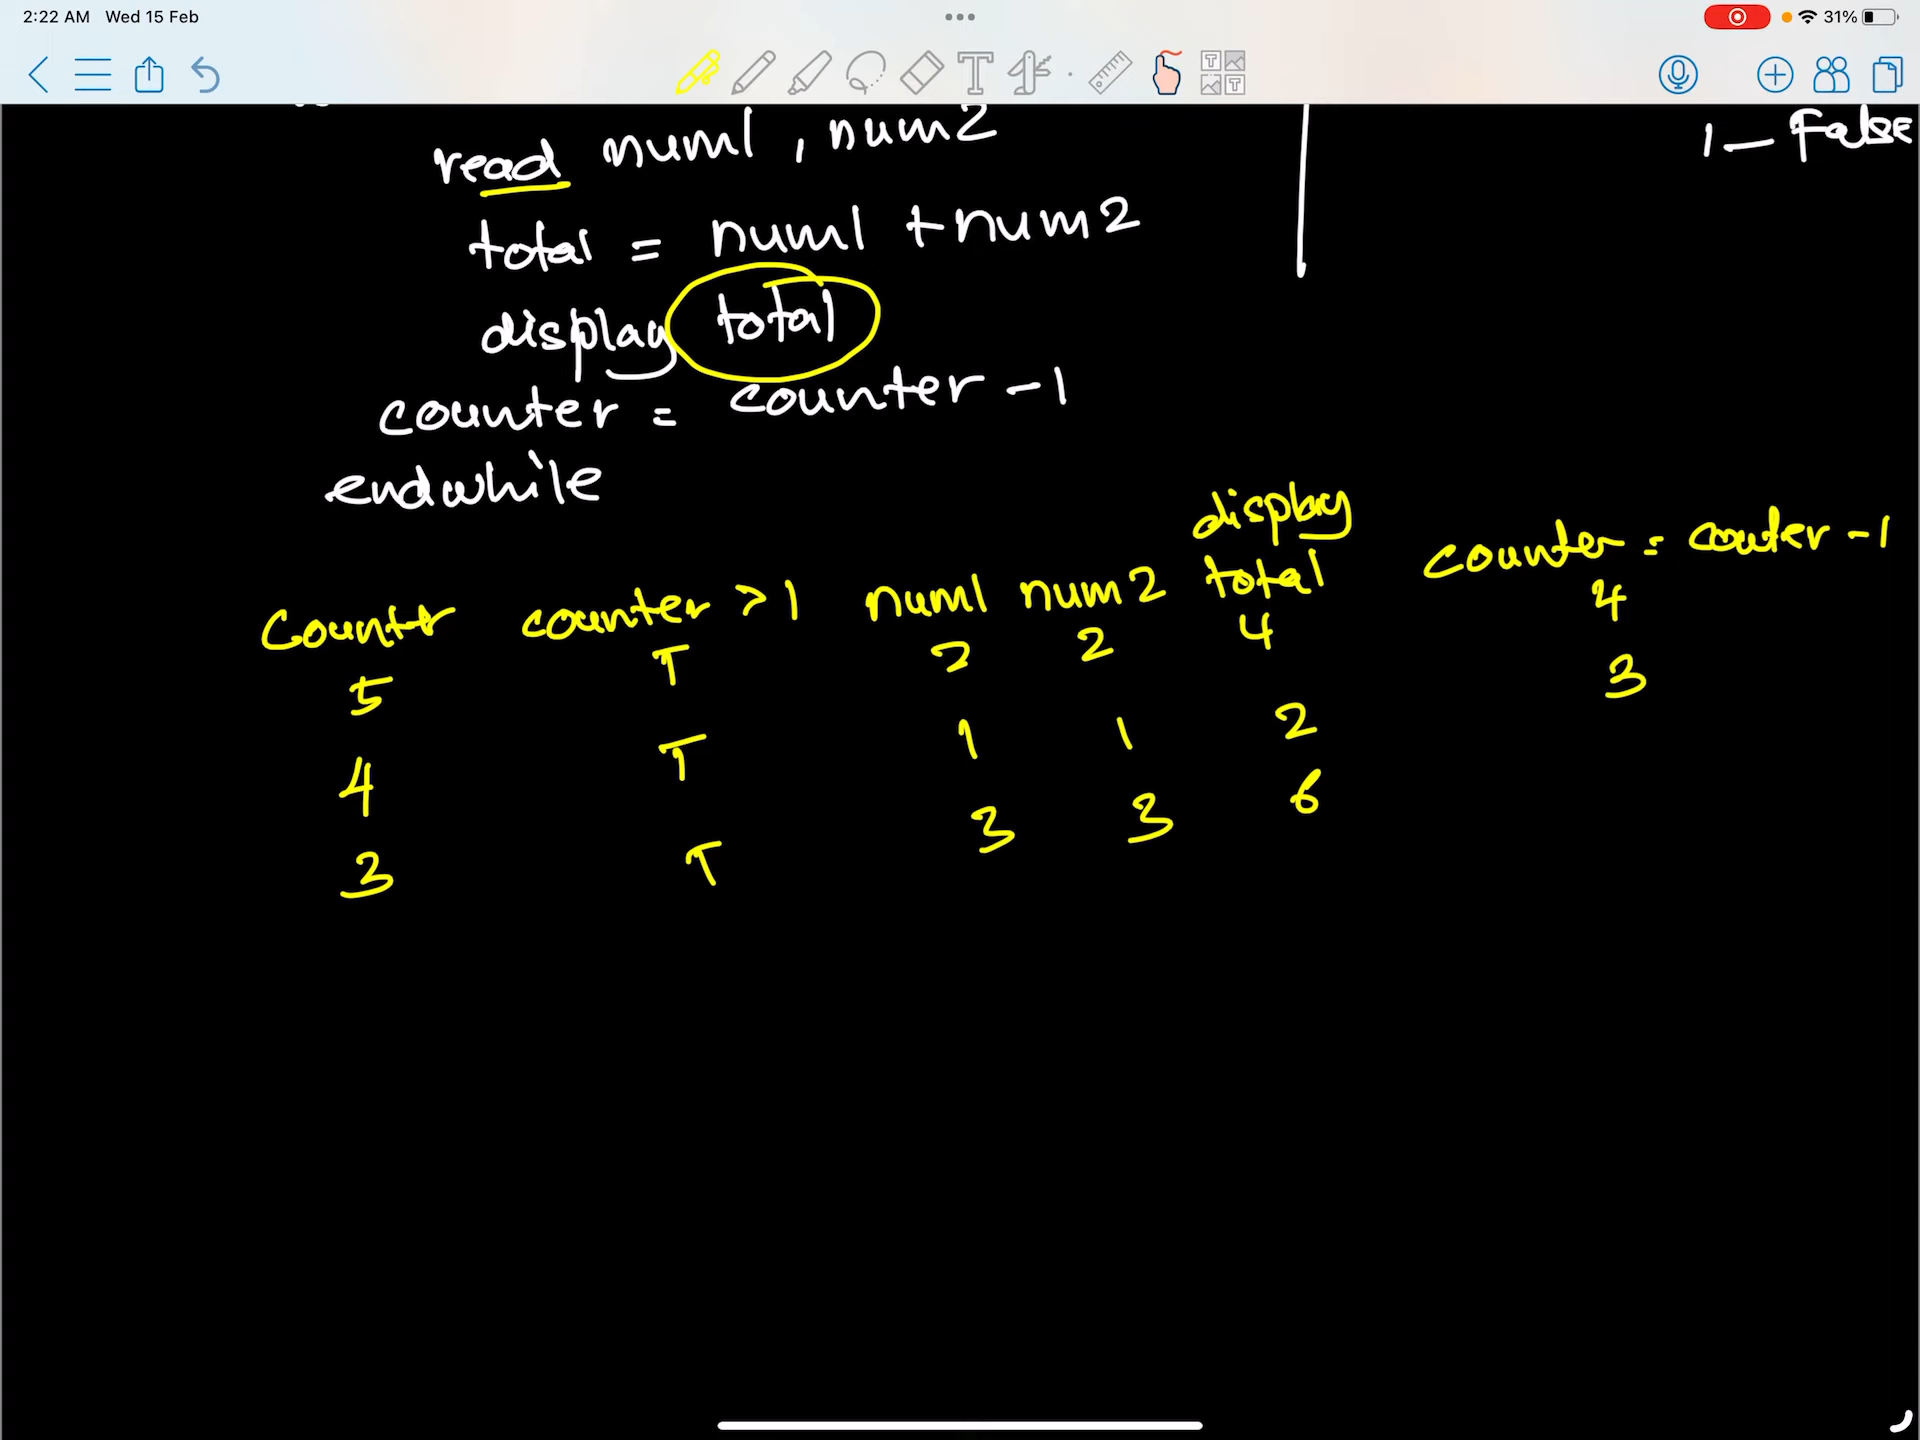 2:22 AM Wed 15 Feb 31%
read num1, num2
1 - False
total = num1 + num2
display total
counter = counter - 1
endwhile
display
Counter counter > 1 num1 num2 total counter = couter - 1
5 T 2 2 4 4
4 T 1 1 2 3
3 T 3 3 6